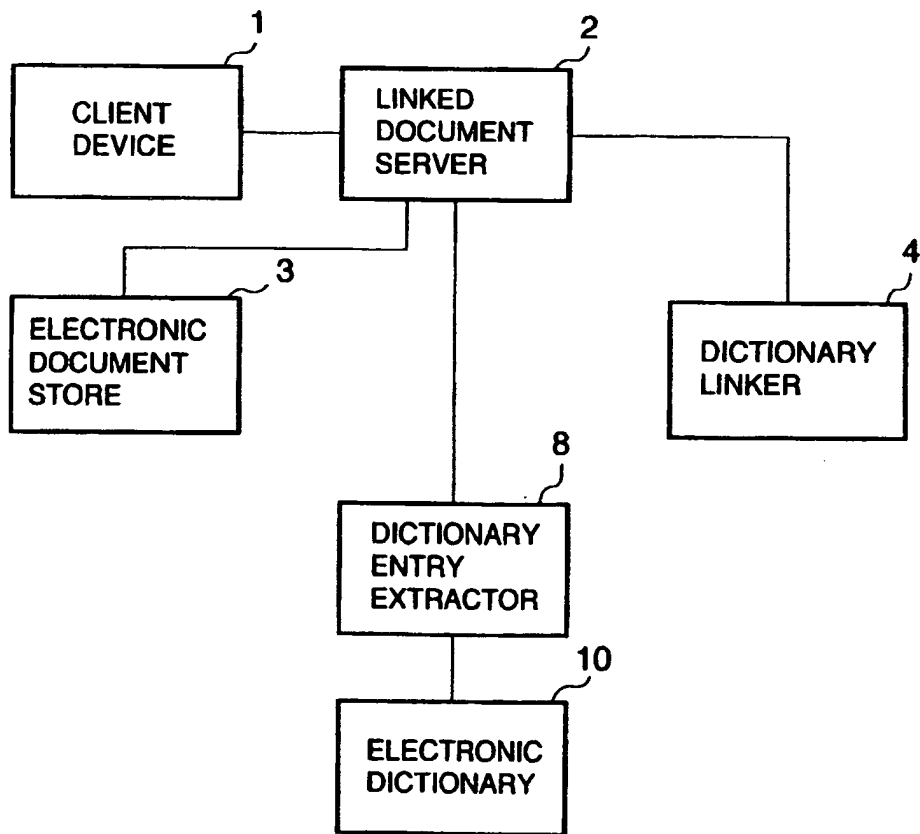 1
CLIENT
DEVICE
2
LINKED
DOCUMENT
SERVER
3
ELECTRONIC
DOCUMENT
STORE
4
DICTIONARY
LINKER
8
DICTIONARY
ENTRY
EXTRACTOR
10
ELECTRONIC
DICTIONARY